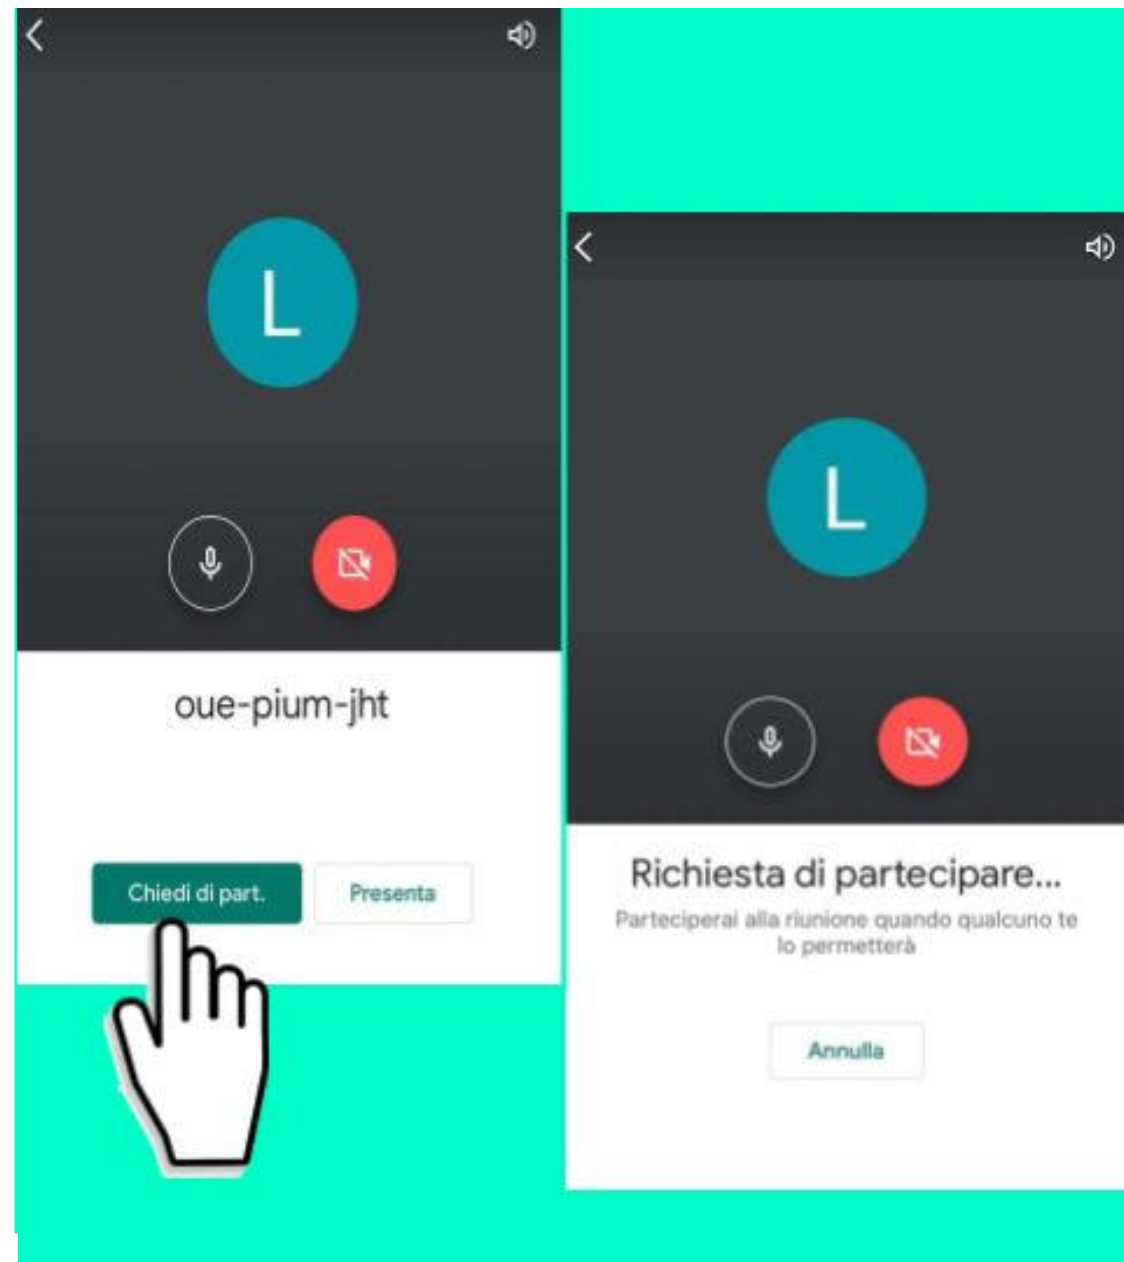 L
oue-pium-jht
Chiedi di part.
Presenta
L
Richiesta di partecipare...
Parteciperai alla riunione quando qualcuno te
lo permetterà
Annulla